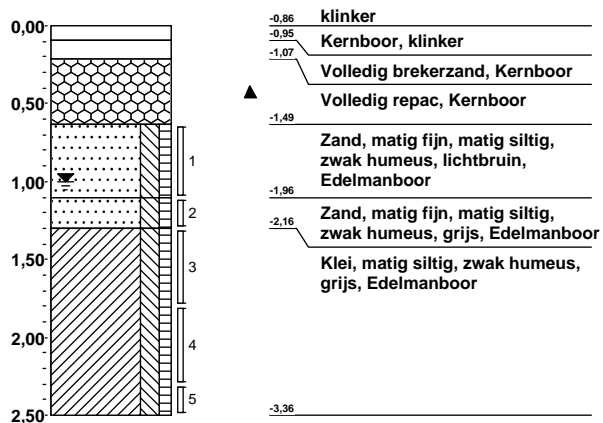 0,00
0,50
1,00
1,50
2,00
2,50
1
2
3
4
5
-0,86 klinker
-0,95 Kernboor, klinker
-1,07
Volledig brekerzand, Kernboor
Volledig repac, Kernboor
-1,49
Zand, matig fijn, matig siltig,
zwak humeus, lichtbruin,
Edelmanboor
-1,96
Zand, matig fijn, matig siltig,
zwak humeus, grijs, Edelmanboor
-2,16
Klei, matig siltig, zwak humeus,
grijs, Edelmanboor
-3,36